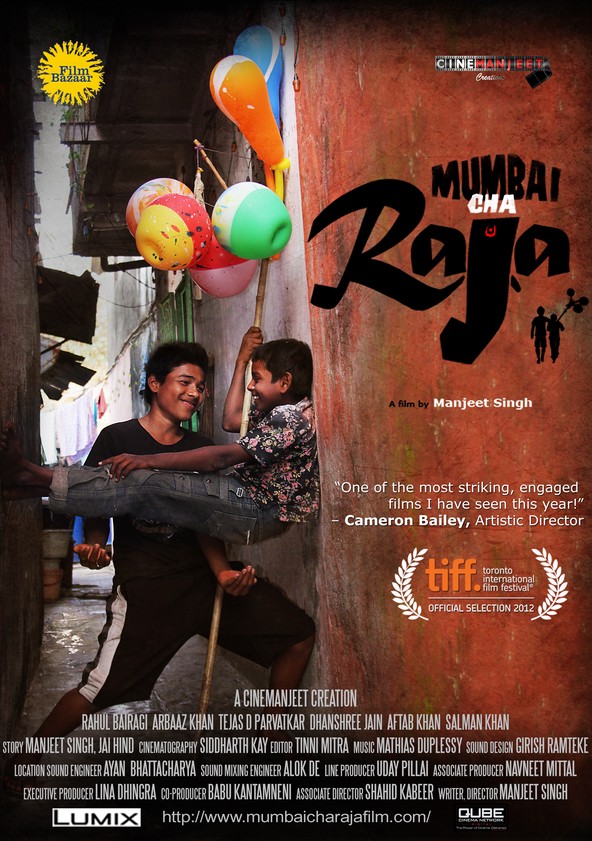 Film
Bazaar
CINEMANJEET
Creation
MUMBAI
CHA
Raja
A film by Manjeet Singh
“One of the most striking, engaged
films I have seen this year!”
– Cameron Bailey, Artistic Director
tiff. toronto
international
film festival®
OFFICIAL SELECTION 2012
A CINEMANJEET CREATION
RAHUL BAIRAGI ARBAAZ KHAN TEJAS D PARVATKAR DHANSHREE JAIN AFTAB KHAN SALMAN KHAN
STORY MANJEET SINGH, JAI HIND CINEMATOGRAPHY SIDDHARTH KAY EDITOR TINNI MITRA MUSIC MATHIAS DUPLESSY SOUND DESIGN GIRISH RAMTEKE
LOCATION SOUND ENGINEER AYAN BHATTACHARYA SOUND MIXING ENGINEER ALOK DE LINE PRODUCER UDAY PILLAI ASSOCIATE PRODUCER NAVNEET MITTAL
EXECUTIVE PRODUCER LINA DHINGRA CO-PRODUCER BABU KANTAMNENI ASSOCIATE DIRECTOR SHAHID KABEER WRITER, DIRECTOR MANJEET SINGH
LUMIX http://www.mumbaicharajafilm.com/ QUBE
CINEMA NETWORK